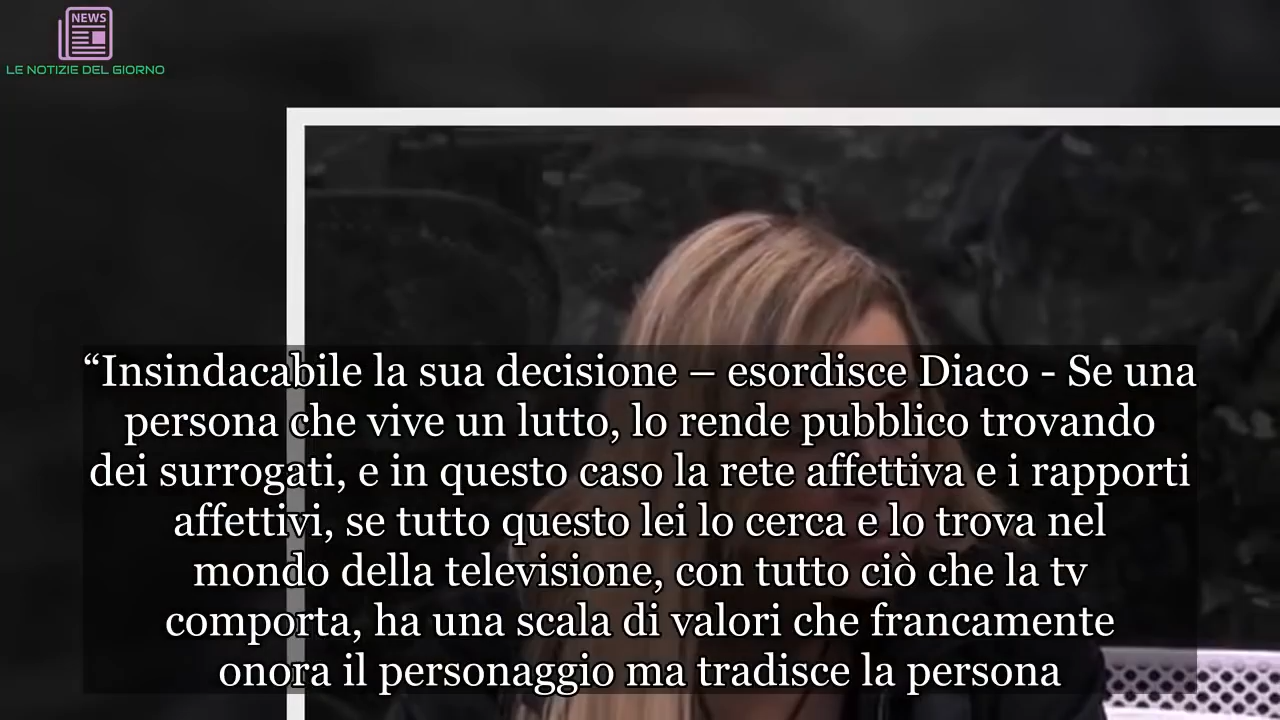 NEWS
LE NOTIZIE DEL GIORNO
“Insindacabile la sua decisione – esordisce Diaco - Se una
persona che vive un lutto, lo rende pubblico trovando
dei surrogati, e in questo caso la rete affettiva e i rapporti
affettivi, se tutto questo lei lo cerca e lo trova nel
mondo della televisione, con tutto ciò che la tv
comporta, ha una scala di valori che francamente
onora il personaggio ma tradisce la persona